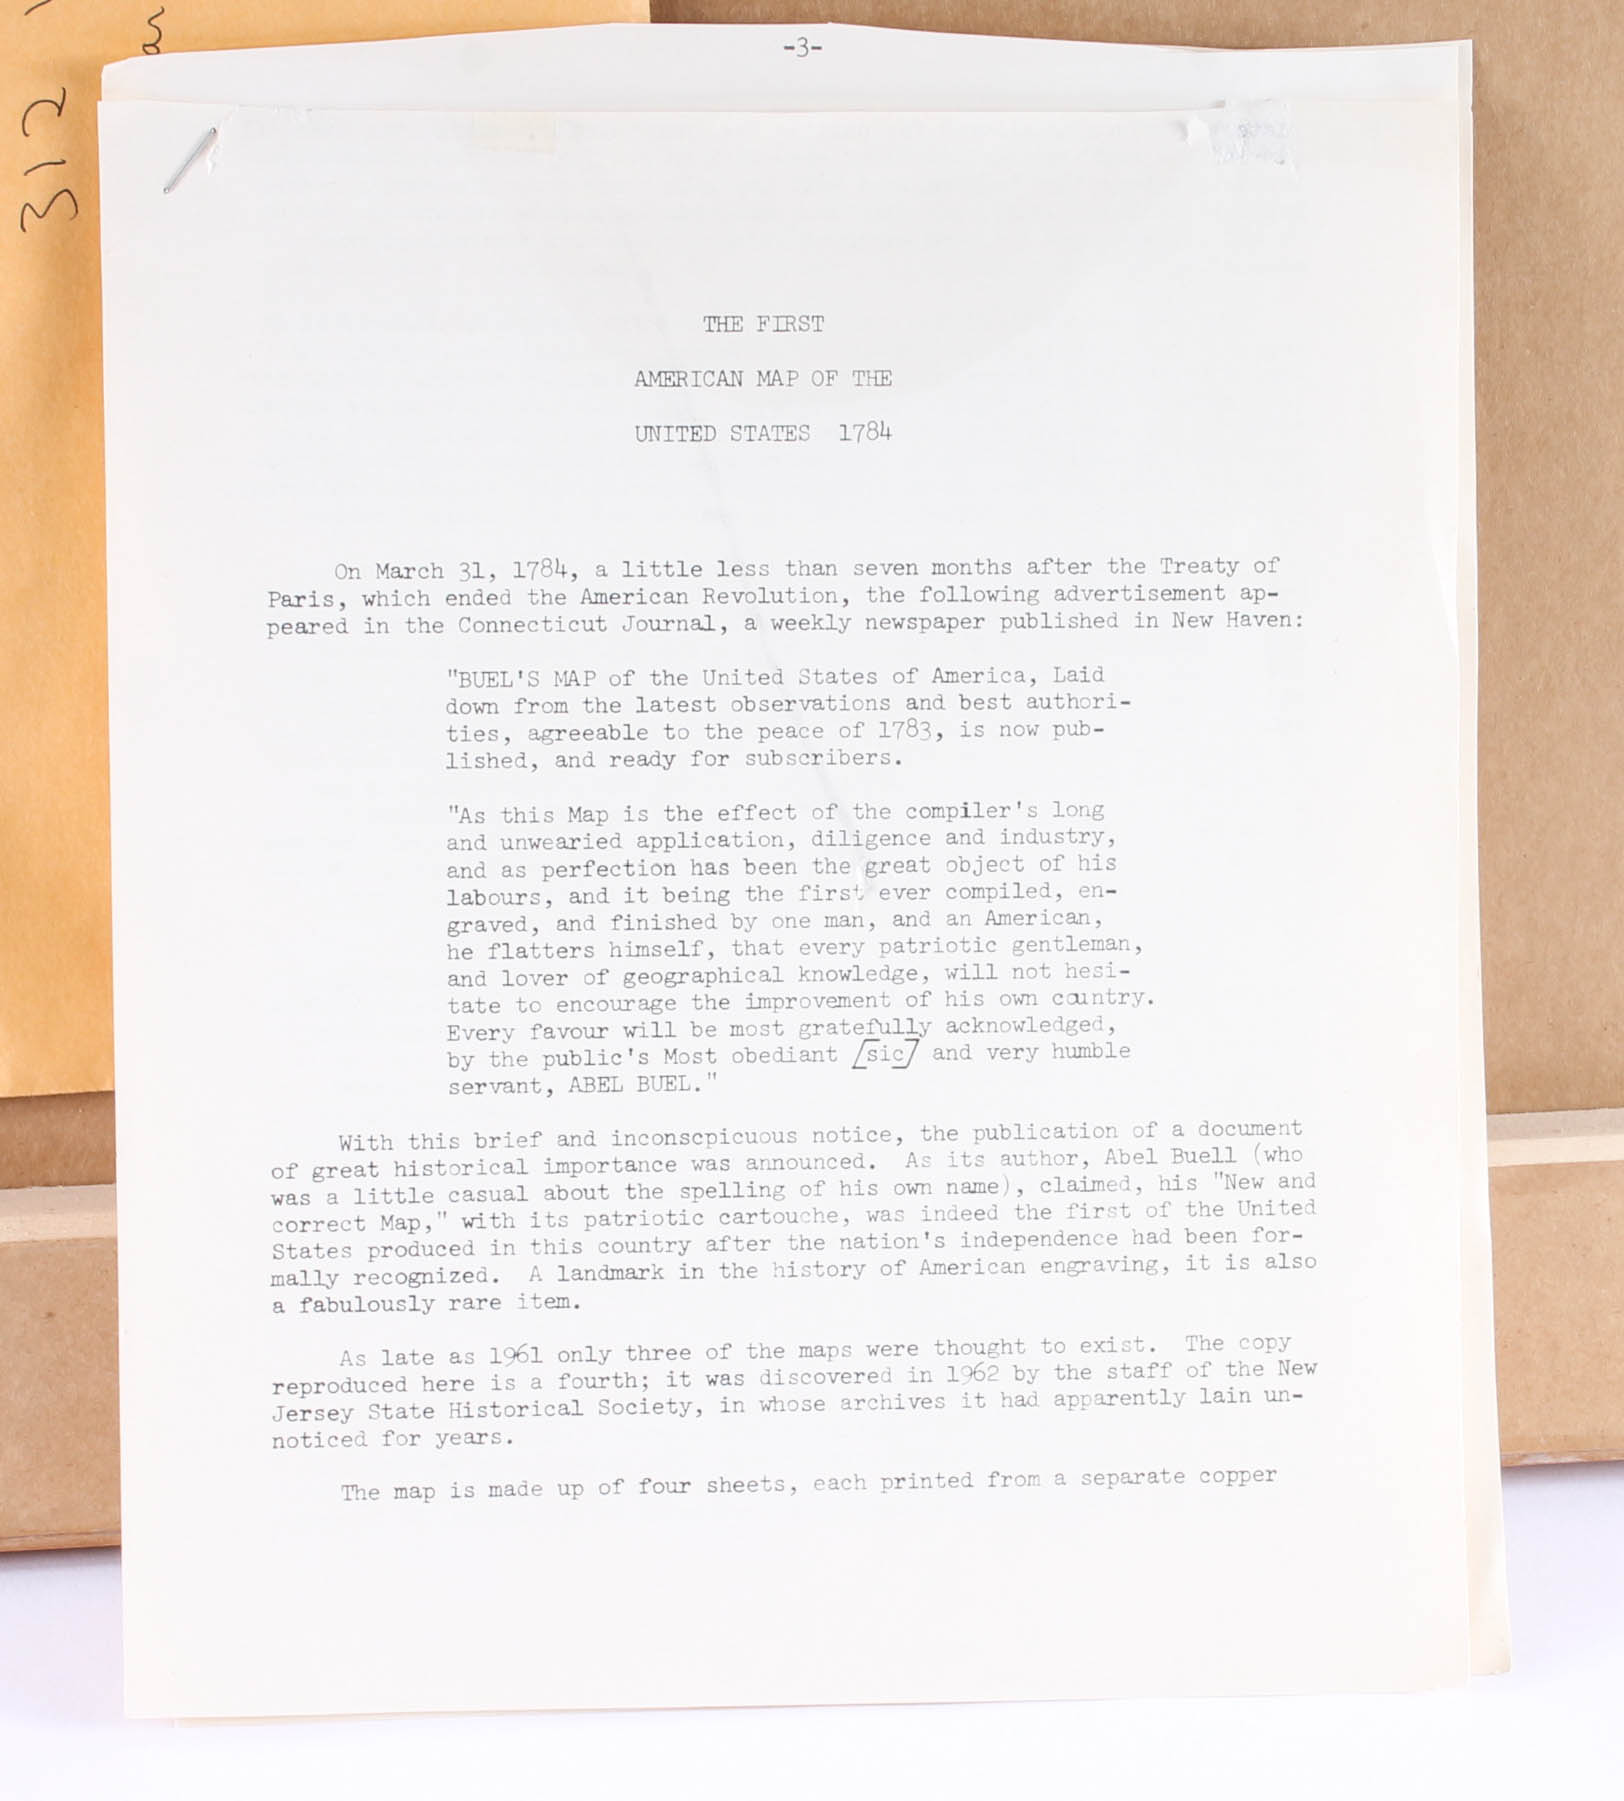 312
-3-
THE FIRST
AMERICAN MAP OF THE
UNITED STATES 1784
On March 31, 1784, a little less than seven months after the Treaty of
Paris, which ended the American Revolution, the following advertisement ap-
peared in the Connecticut Journal, a weekly newspaper published in New Haven:
"BUEL'S MAP of the United States of America, Laid
down from the latest observations and best authori-
ties, agreeable to the peace of 1783, is now pub-
lished, and ready for subscribers.
"As this Map is the effect of the compiler's long
and unwearied application, diligence and industry,
and as perfection has been the great object of his
labours, and it being the first ever compiled, en-
graved, and finished by one man, and an American,
he flatters himself, that every patriotic gentleman,
and lover of geographical knowledge, will not hesi-
tate to encourage the improvement of his own country.
Every favour will be most gratefully acknowledged,
by the public's Most obediant [sic] and very humble
servant, ABEL BUEL."
With this brief and inconscpicuous notice, the publication of a document
of great historical importance was announced. As its author, Abel Buell (who
was a little casual about the spelling of his own name), claimed, his "New and
correct Map," with its patriotic cartouche, was indeed the first of the United
States produced in this country after the nation's independence had been for-
mally recognized. A landmark in the history of American engraving, it is also
a fabulously rare item.
As late as 1961 only three of the maps were thought to exist. The copy
reproduced here is a fourth; it was discovered in 1962 by the staff of the New
Jersey State Historical Society, in whose archives it had apparently lain un-
noticed for years.
The map is made up of four sheets, each printed from a separate copper